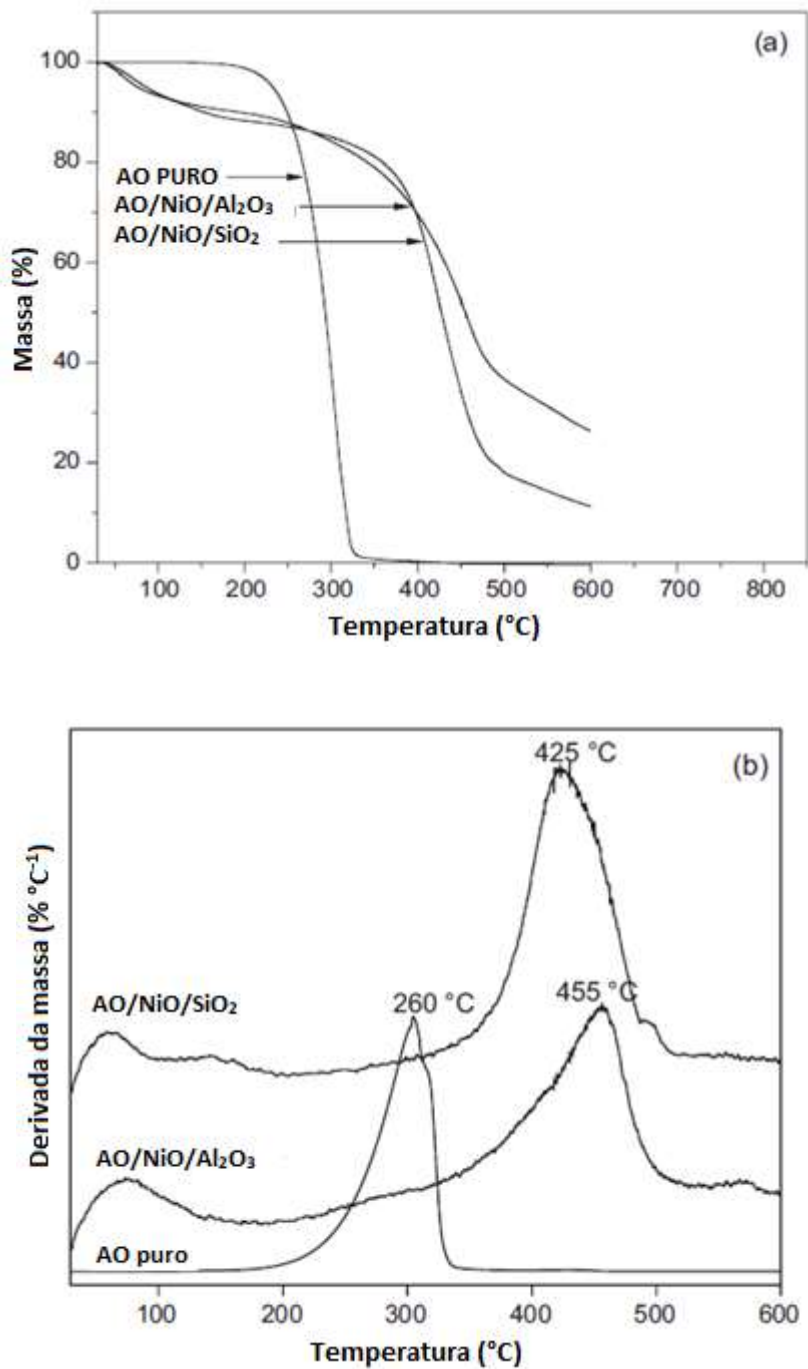 (a)
100
80
60
40
20
0
Massa (%)
AO PURO
AO/NiO/Al₂O₃
AO/NiO/SiO₂
100 200 300 400 500 600 700 800
Temperatura (°C)
(b)
425 °C
260 °C
455 °C
AO/NiO/SiO₂
AO/NiO/Al₂O₃
AO puro
Derivada da massa (% °C⁻¹)
100 200 300 400 500 600
Temperatura (°C)